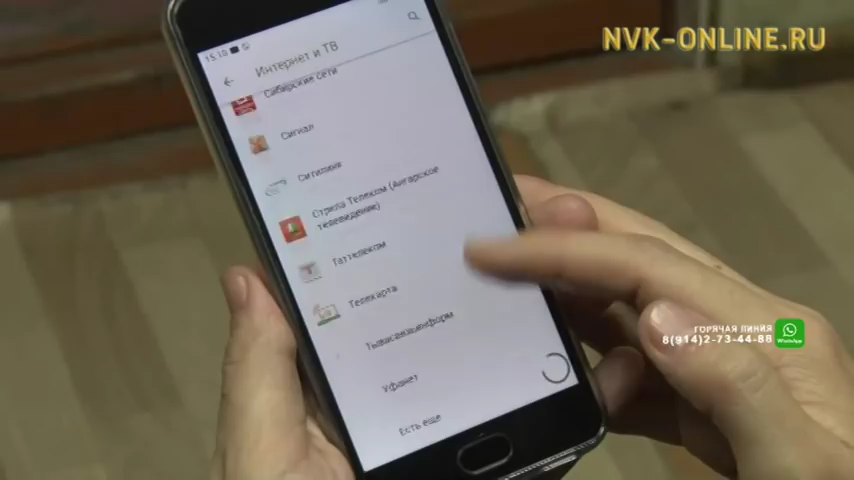 NVK-ONLINE.RU
15:10
Интернет и ТВ
Сибирские сети
Сигнал
Ситилинк
Стрела Телеком (Ангарское
телевидение)
Таттелеком
Телекарта
Тывасвязьинформ
Уфанет
Есть еще
ГОРЯЧАЯ ЛИНИЯ
8(914)2-73-44-88
WhatsApp